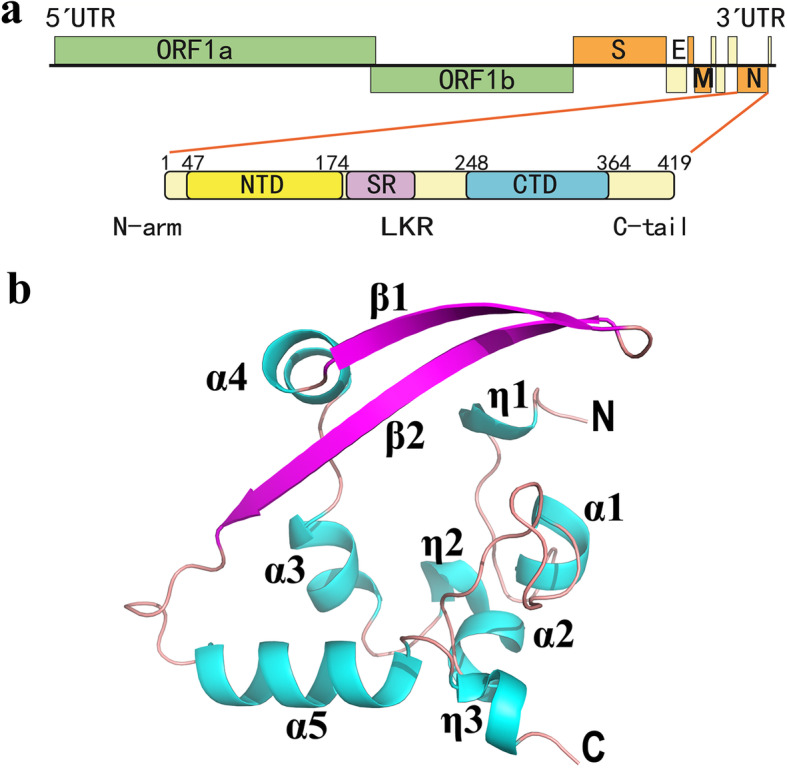 a
5´UTR 3´UTR
ORF1a S E
ORF1b M N
1 47 174 248 364 419
NTD SR CTD
N-arm LKR C-tail
b
β1
α4
η1
N
β2
α1
η2
α3
α2
α5
η3
C